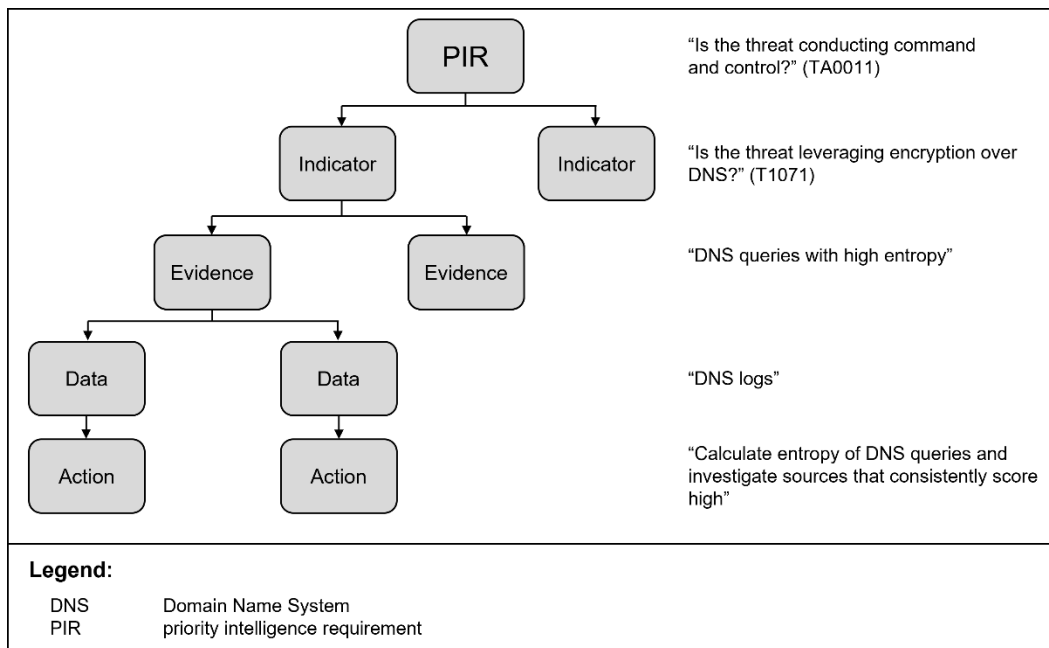 PIR
“Is the threat conducting command
and control?” (TA0011)
Indicator
Indicator
“Is the threat leveraging encryption over
DNS?” (T1071)
Evidence
Evidence
“DNS queries with high entropy”
Data
Data
“DNS logs”
Action
Action
“Calculate entropy of DNS queries and
investigate sources that consistently score
high”
Legend:
DNS Domain Name System
PIR priority intelligence requirement